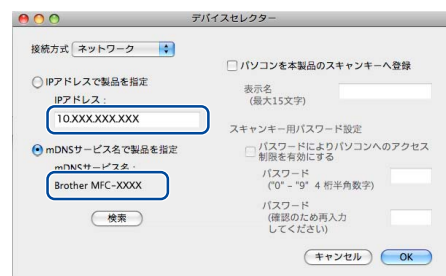 デバイスセレクター
接続方式 ネットワーク
IPアドレスで製品を指定
IPアドレス：
10.XXX.XXX.XXX
mDNSサービス名で製品を指定
mDNSサービス名：
Brother MFC-XXXX
検索
パソコンを本製品のスキャンキーへ登録
表示名
(最大15文字)
スキャンキー用パスワード設定
パスワードによりパソコンへのアクセス
制限を有効にする
パスワード
("0" – "9" 4 桁半角数字)
パスワード
(確認のため再入力
してください)
キャンセル
OK